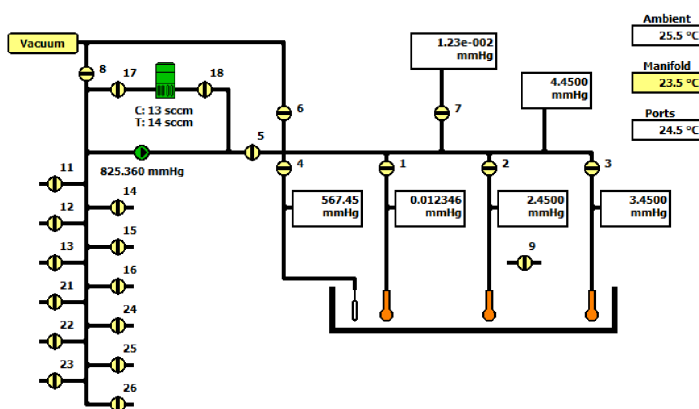 Ambient
25.5 °C
Vacuum
1.23e-002
mmHg
8
17
18
Manifold
23.5 °C
4.4500
mmHg
C: 13 sccm
T: 14 sccm
6
7
Ports
24.5 °C
5
825.360 mmHg
4
1
2
3
11
14
567.45
mmHg
0.012346
mmHg
2.4500
mmHg
3.4500
mmHg
12
15
13
9
16
21
24
22
25
23
26